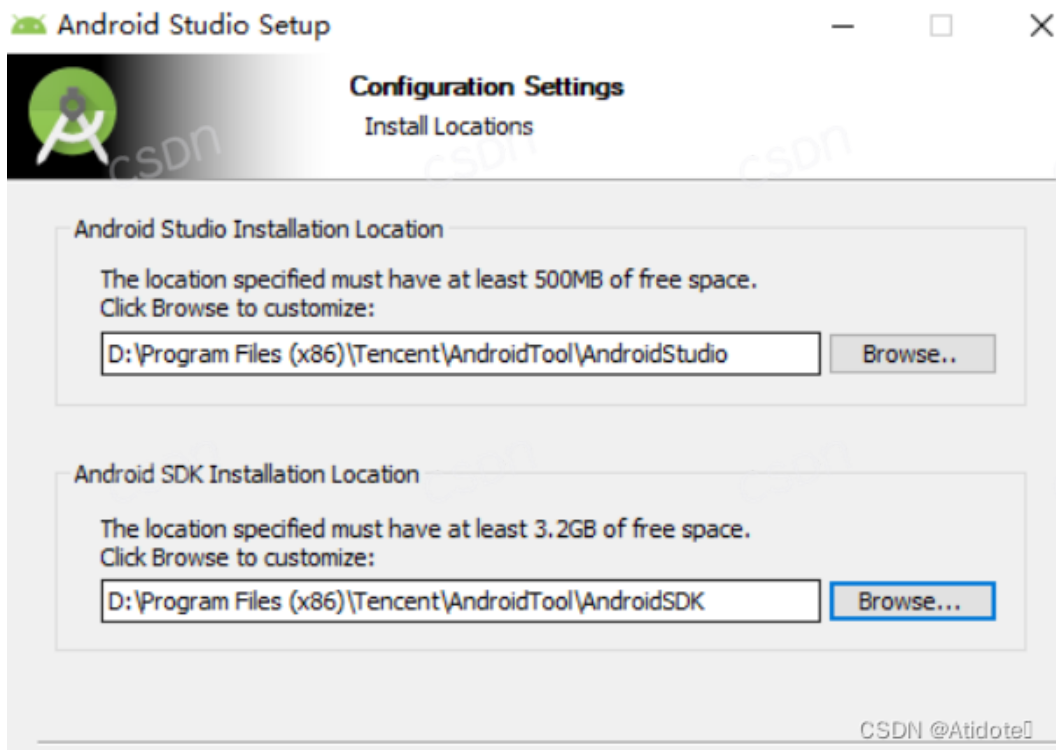 Android Studio Setup
Configuration Settings
Install Locations
Android Studio Installation Location
The location specified must have at least 500MB of free space.
Click Browse to customize:
D:\Program Files (x86)\Tencent\AndroidTool\AndroidStudio
Browse..
Android SDK Installation Location
The location specified must have at least 3.2GB of free space.
Click Browse to customize:
D:\Program Files (x86)\Tencent\AndroidTool\AndroidSDK
Browse...
CSDN @Atidote